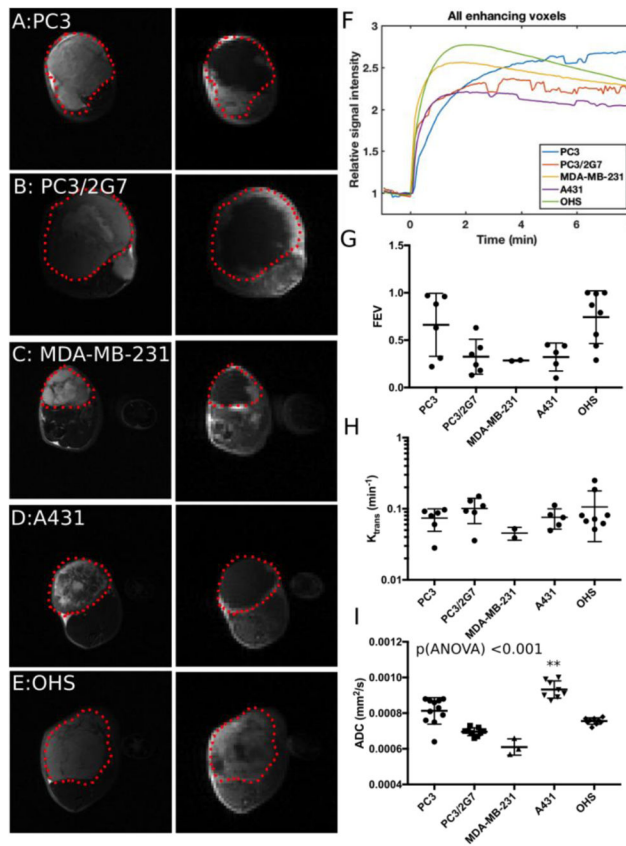 A:PC3
B: PC3/2G7
C: MDA-MB-231
D:A431
E:OHS
F
All enhancing voxels
Relative signal intensity
3
2.5
2
1.5
1
0
2
4
6
Time (min)
PC3
PC3/2G7
MDA-MB-231
A431
OHS
G
FEV
1.5
1.0
0.5
0.0
PC3
PC3/2G7
MDA-MB-231
A431
OHS
H
Ktrans (min-1)
1
0.1
0.01
PC3
PC3/2G7
MDA-MB-231
A431
OHS
I
p(ANOVA) <0.001
**
ADC (mm²/s)
0.0012
0.0010
0.0008
0.0006
0.0004
PC3
PC3/2G7
MDA-MB-231
A431
OHS